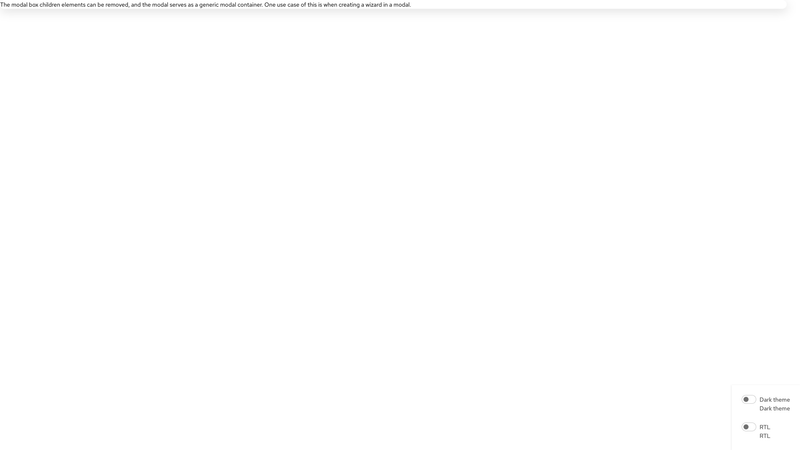 The modal box children elements can be removed, and the modal serves as a generic modal container. One use case of this is when creating a wizard in a modal.
Dark theme
Dark theme
RTL
RTL